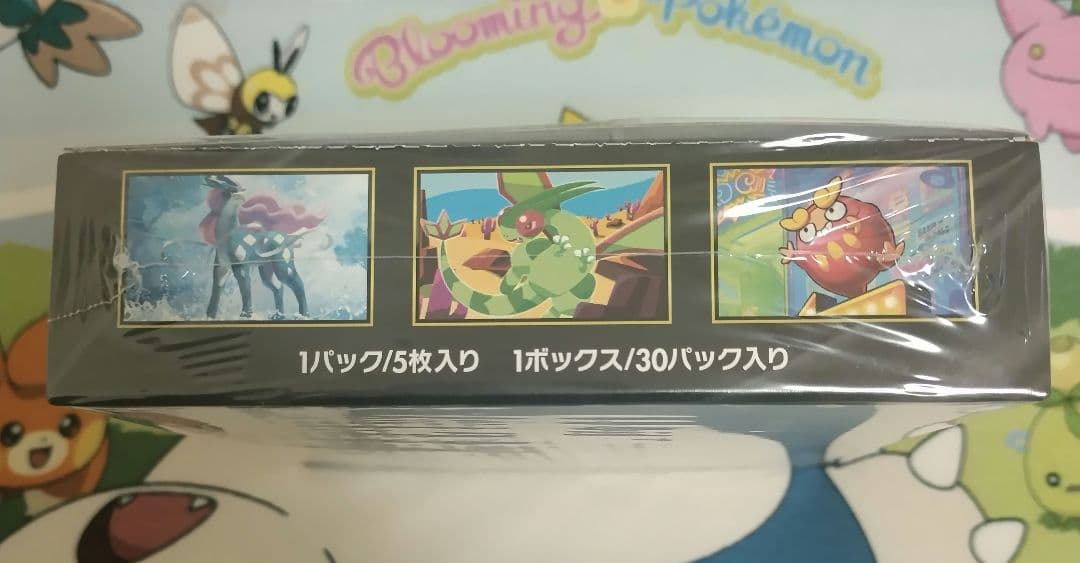 Blooming Pokémon
1パック/5枚入り 1ボックス/30パック入り